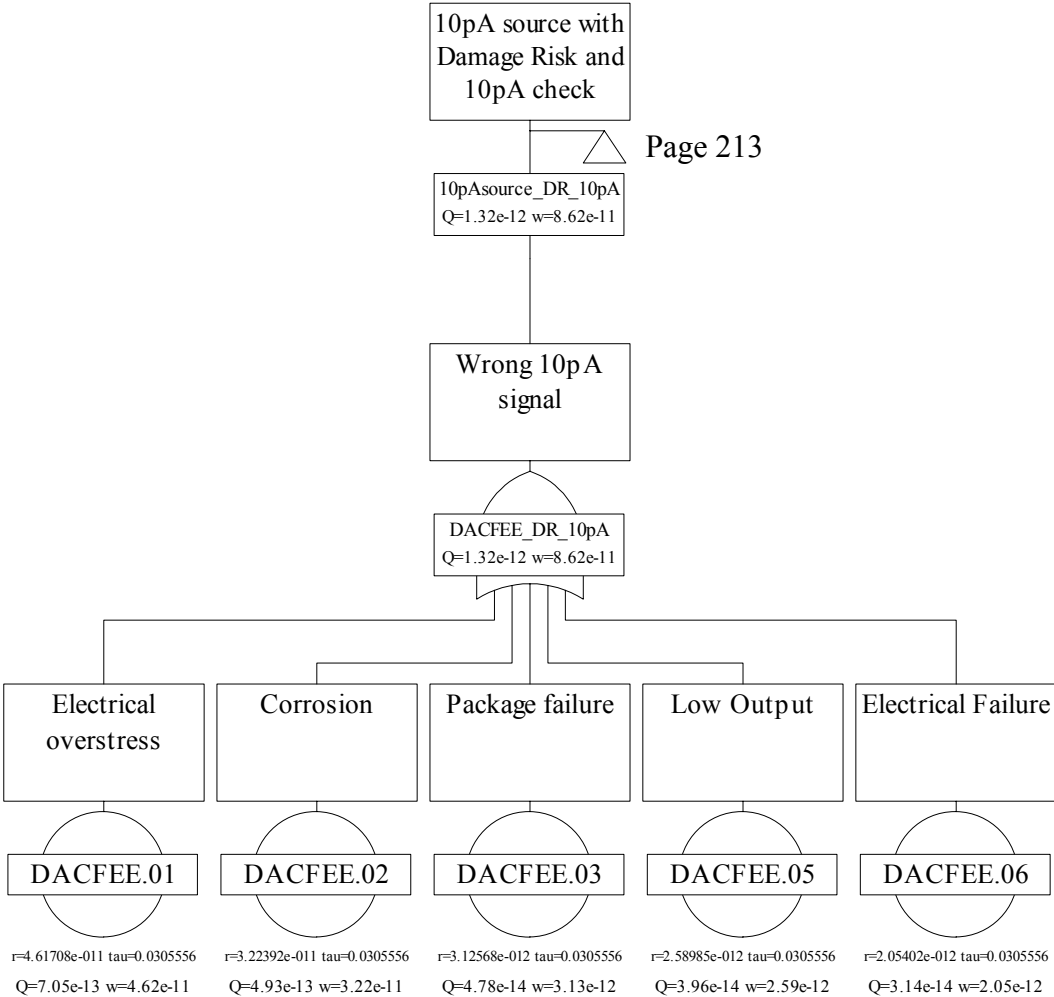 10pA source with
Damage Risk and
10pA check
Page 213
10pAsource_DR_10pA
Q=1.32e-12 w=8.62e-11
Wrong 10pA
signal
DACFEE_DR_10pA
Q=1.32e-12 w=8.62e-11
Electrical
overstress
Corrosion
Package failure
Low Output
Electrical Failure
DACFEE.01
DACFEE.02
DACFEE.03
DACFEE.05
DACFEE.06
r=4.61708e-011 tau=0.0305556
r=3.22392e-011 tau=0.0305556
r=3.12568e-012 tau=0.0305556
r=2.58985e-012 tau=0.0305556
r=2.05402e-012 tau=0.0305556
Q=7.05e-13 w=4.62e-11
Q=4.93e-13 w=3.22e-11
Q=4.78e-14 w=3.13e-12
Q=3.96e-14 w=2.59e-12
Q=3.14e-14 w=2.05e-12